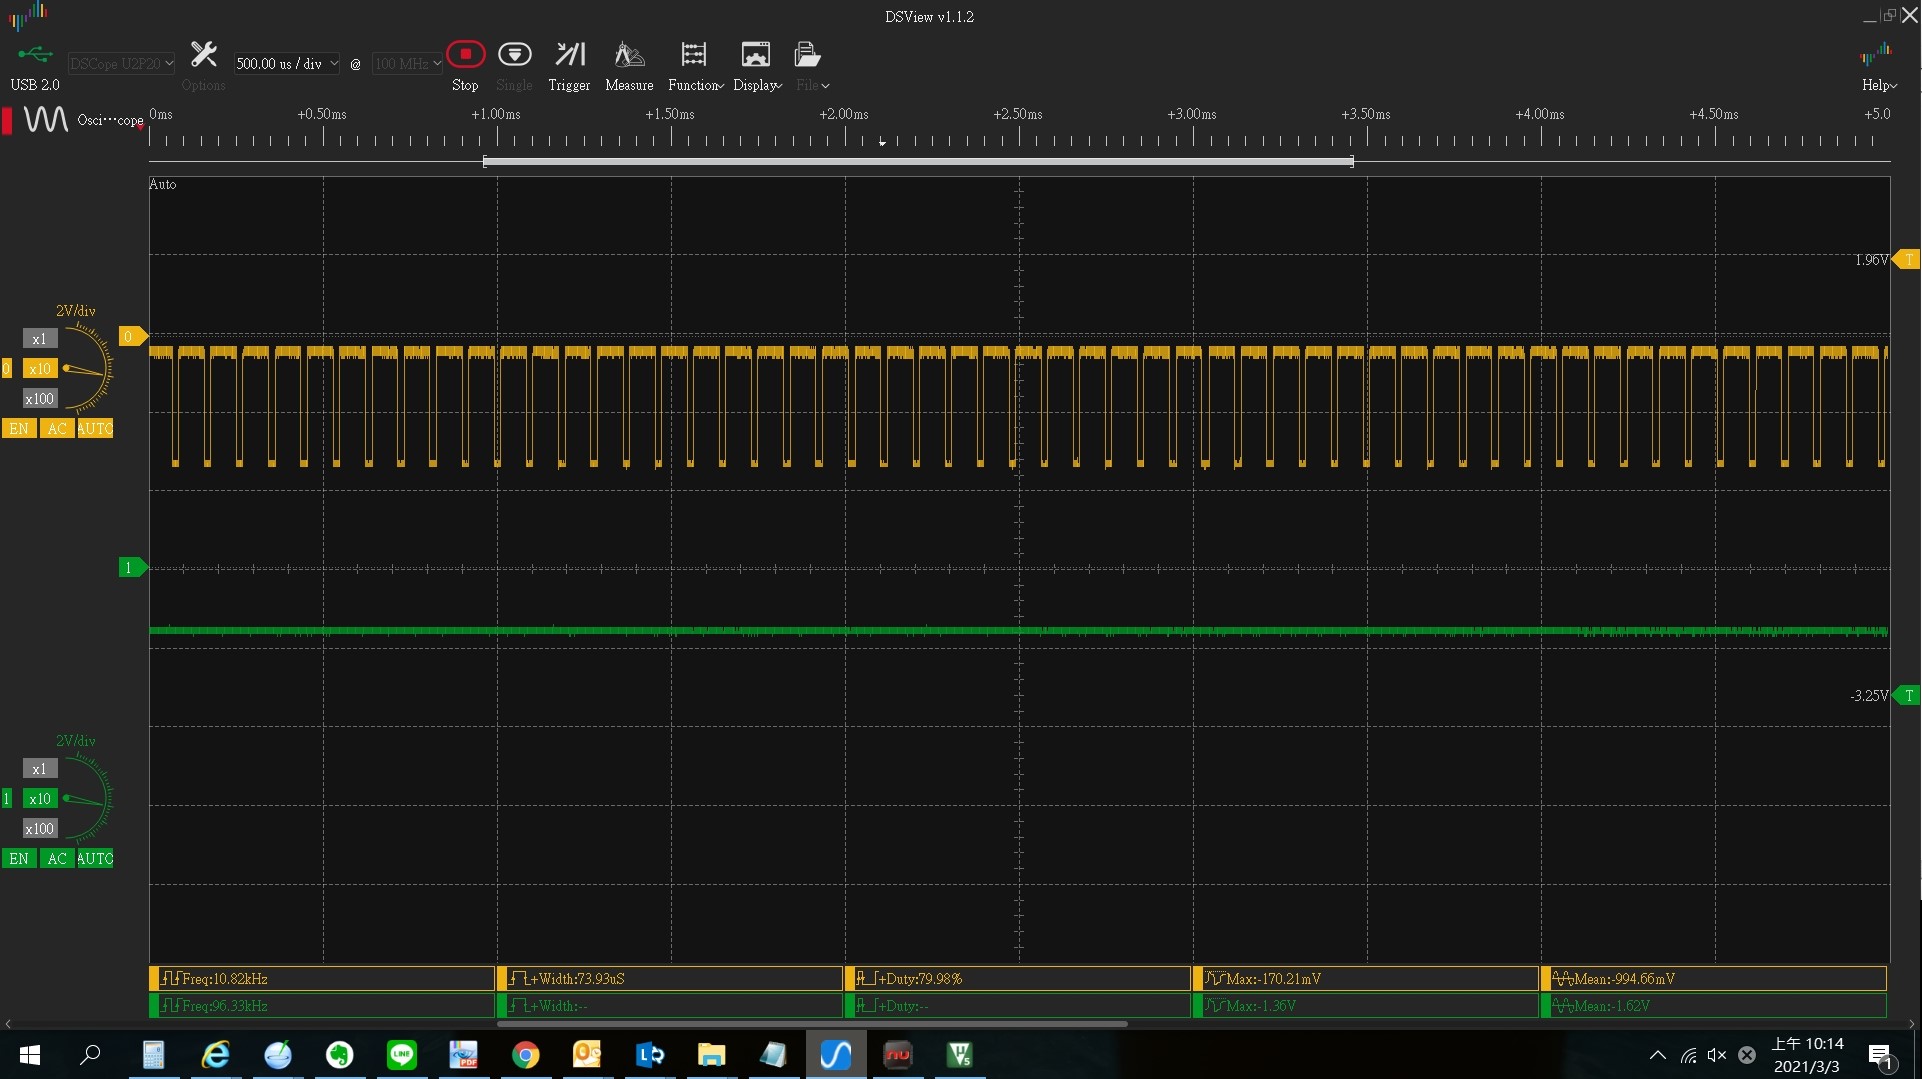 DSView v1.1.2
USB 2.0
DSCope U2P20
Options
500.00 us / div
@
100 MHz
Stop
Single
Trigger
Measure
Function
Display
File
Help
Osci···cope
0ms +0.50ms +1.00ms +1.50ms +2.00ms +2.50ms +3.00ms +3.50ms +4.00ms +4.50ms +5.0
Auto
1.96V T
2V/div
0
x1
0 x10
x100
EN AC AUTO
1
-3.25V T
2V/div
x1
1 x10
x100
EN AC AUTO
Freq:10.82kHz +Width:73.93uS +Duty:79.98% Max:-170.21mV Mean:-994.66mV
Freq:96.33kHz +Width:-- +Duty:-- Max:-1.36V Mean:-1.62V
LINE
PDF
nu
上午 10:14
2021/3/3
1